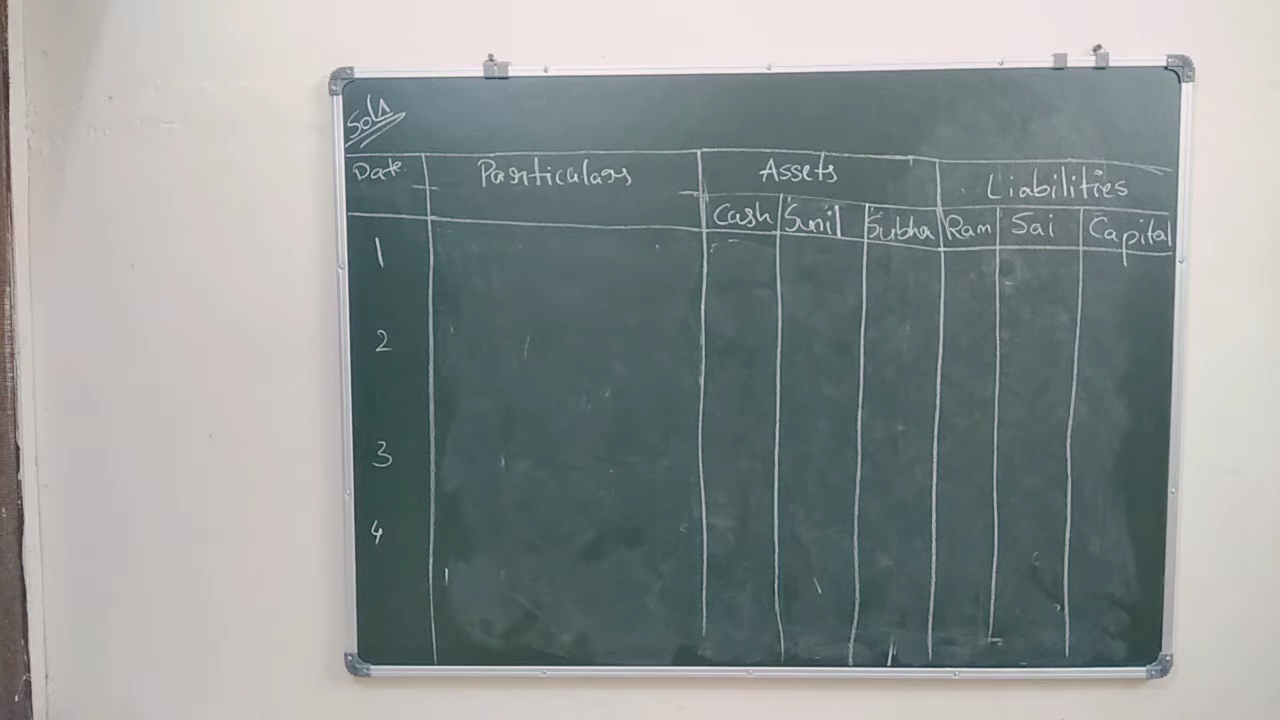 Soln
Date Particulars Assets Liabilities
Cash Sunil Subha Ram Sai Capital
1
2
3
4